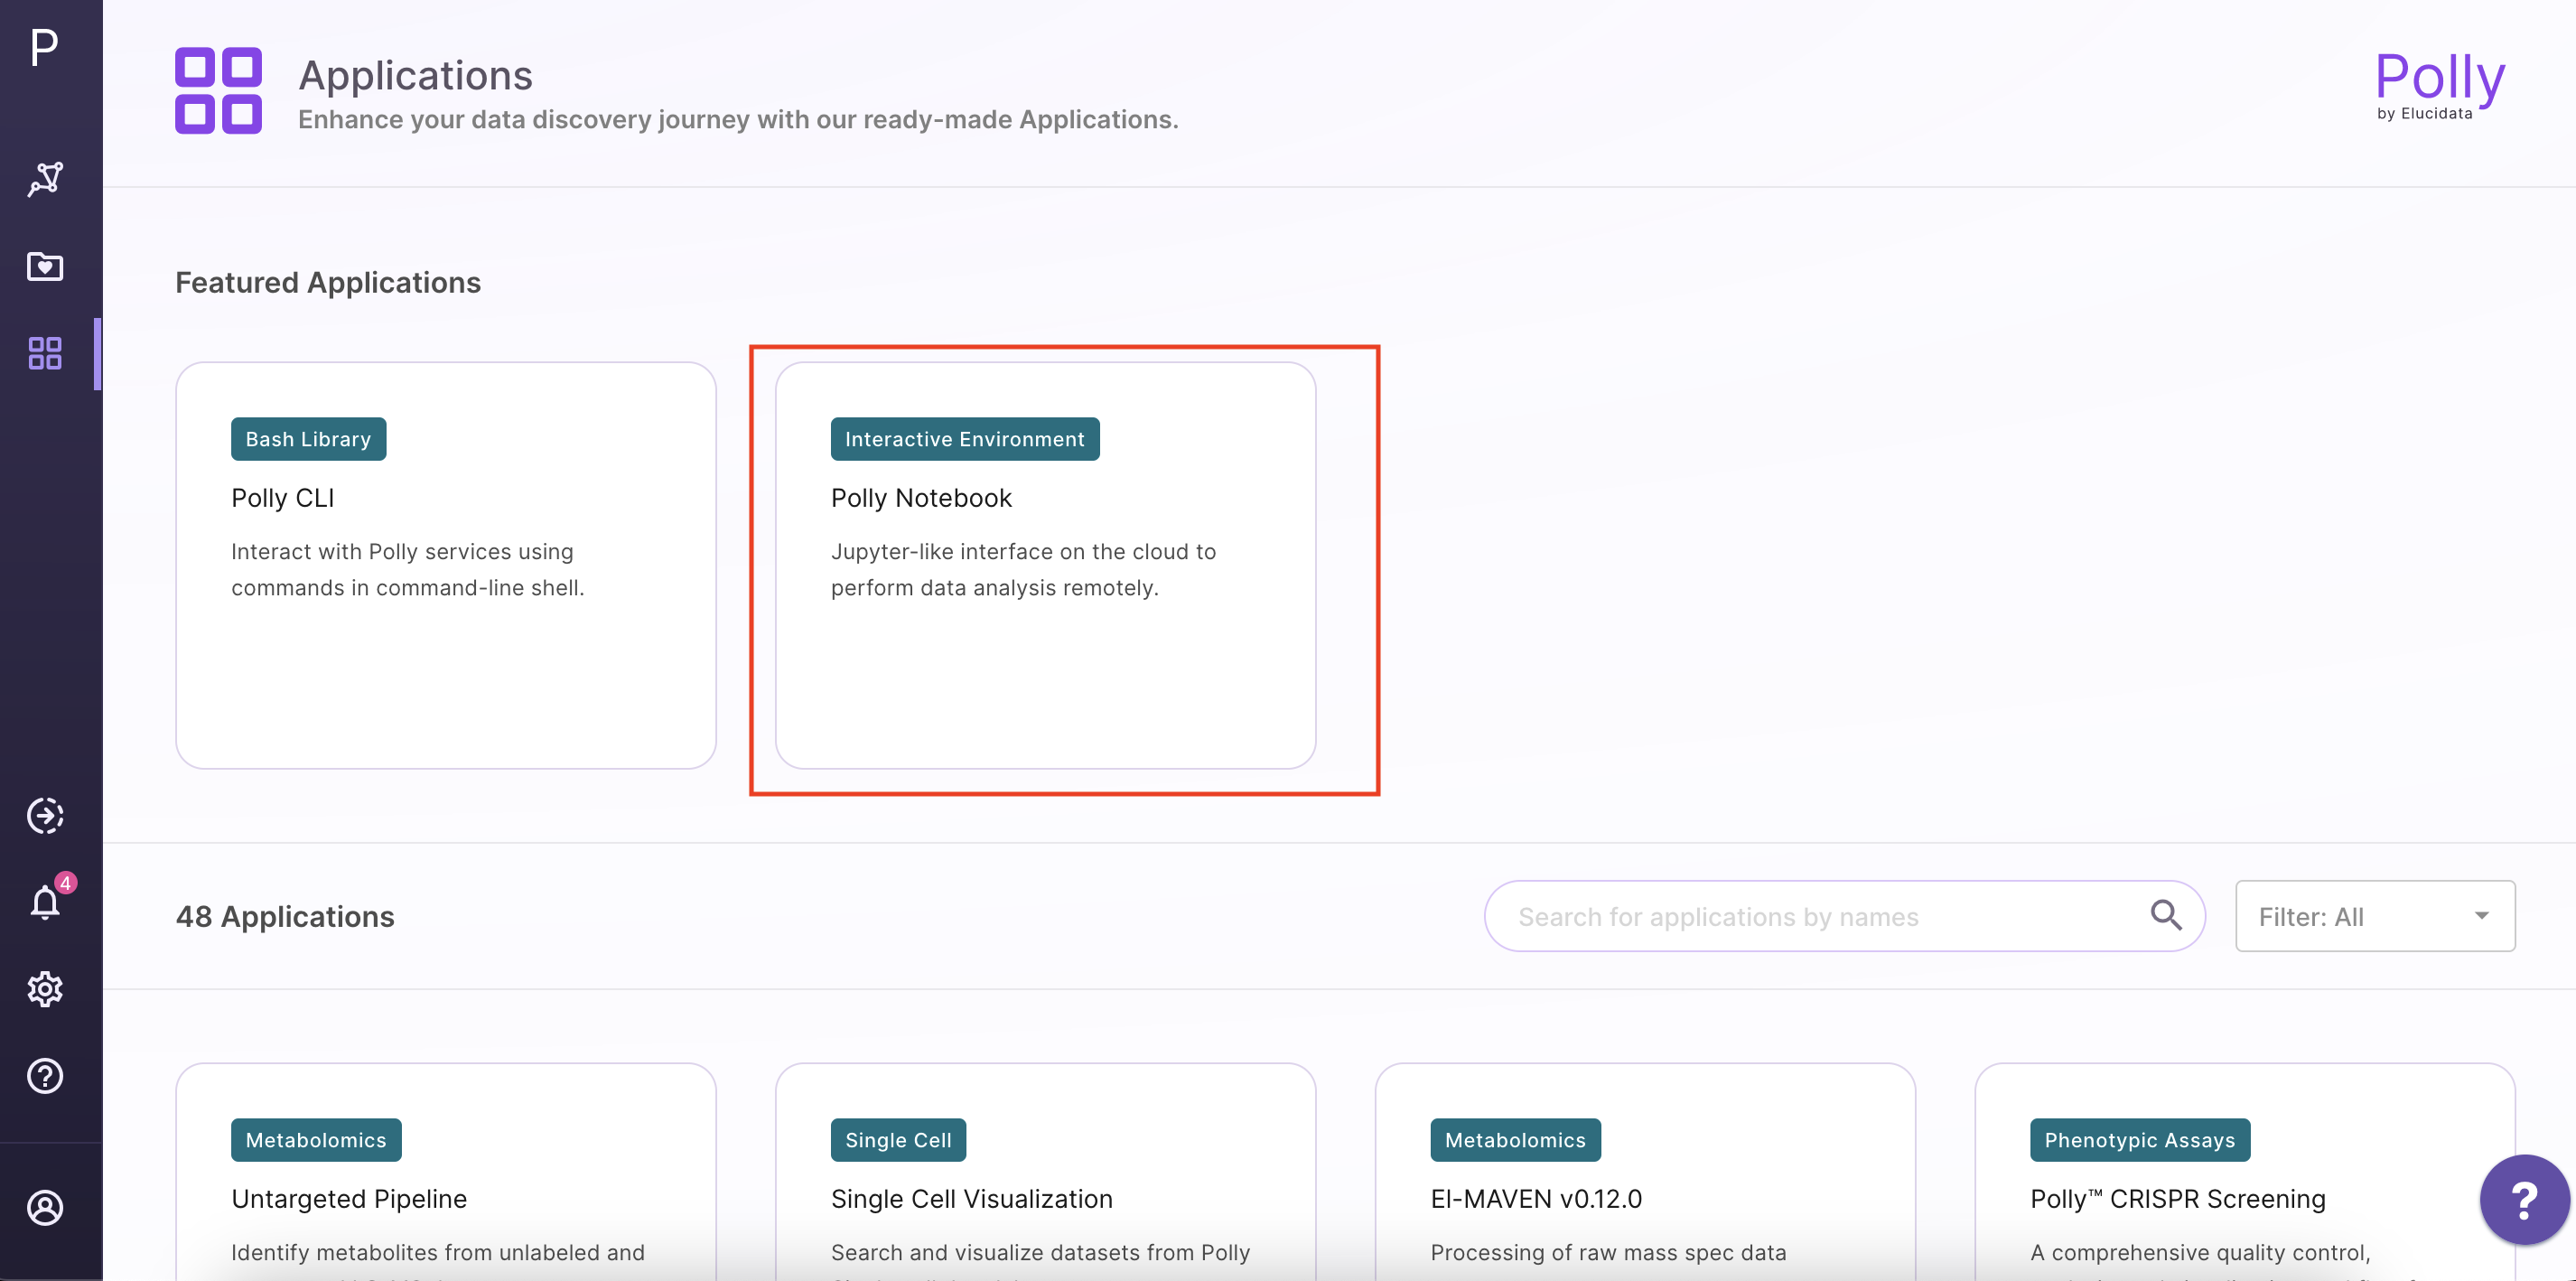 P
Applications
Enhance your data discovery journey with our ready-made Applications.
Polly
by Elucidata
Featured Applications
Bash Library
Polly CLI
Interact with Polly services using
commands in command-line shell.
Interactive Environment
Polly Notebook
Jupyter-like interface on the cloud to
perform data analysis remotely.
4
48 Applications
Search for applications by names
Filter: All
Metabolomics
Untargeted Pipeline
Identify metabolites from unlabeled and
Single Cell
Single Cell Visualization
Search and visualize datasets from Polly
Metabolomics
El-MAVEN v0.12.0
Processing of raw mass spec data
Phenotypic Assays
Polly™ CRISPR Screening
A comprehensive quality control,
?